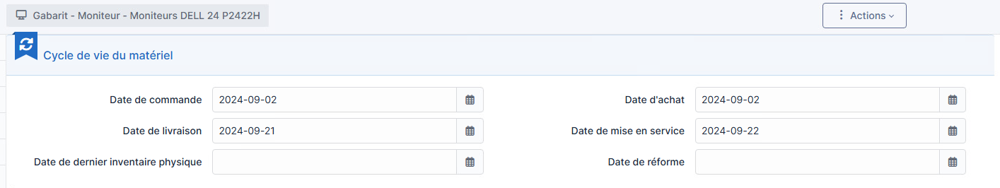 Gabarit - Moniteur - Moniteurs DELL 24 P2422H
Actions
Cycle de vie du matériel
Date de commande 2024-09-02 Date d'achat 2024-09-02
Date de livraison 2024-09-21 Date de mise en service 2024-09-22
Date de dernier inventaire physique Date de réforme